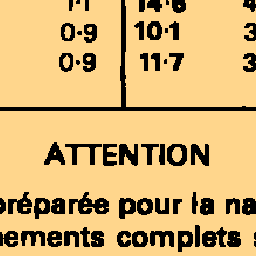 1·1 14·6 4
0·9 10·1 3
0·9 11·7 3
ATTENTION
préparée pour la na
nements complets s